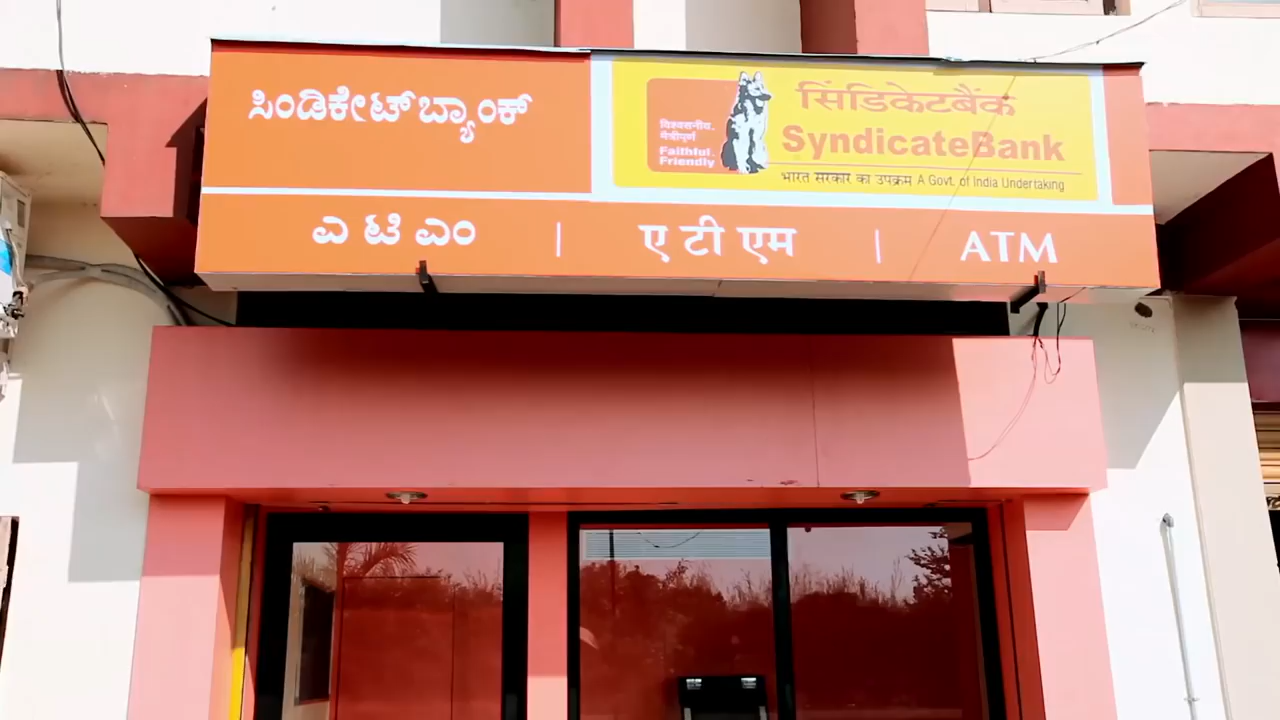 ಸಿಂಡಿಕೇಟ್‌ಬ್ಯಾಂಕ್
विश्वसनीय.
मैत्रीपूर्ण
Faithful.
Friendly
सिंडिकेटबैंक
SyndicateBank
भारत सरकार का उपक्रम A Govt. of India Undertaking
ಎ ಟಿ ಎಂ | ए टी एम | ATM